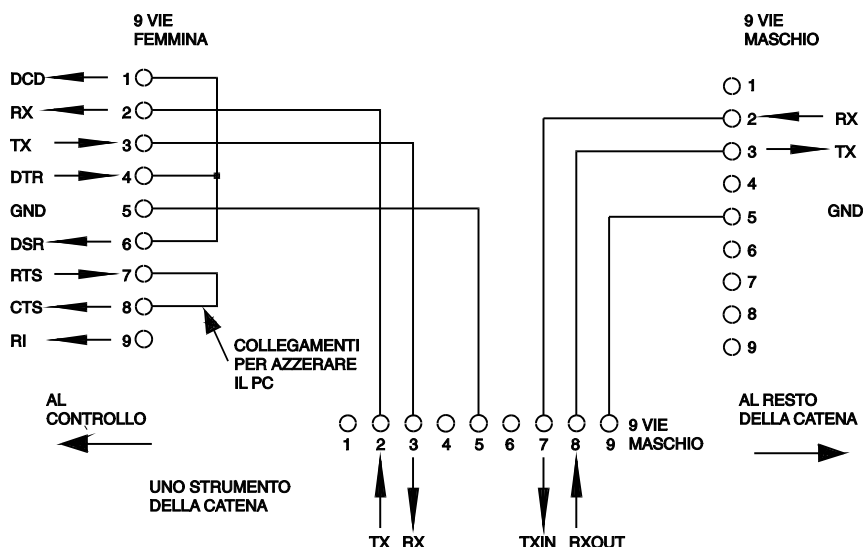 9 VIE
FEMMINA
9 VIE
MASCHIO
DCD 1
RX 2
TX 3
DTR 4
GND 5
DSR 6
RTS 7
CTS 8
RI 9
1
2 RX
3 TX
4
5 GND
6
7
8
9
COLLEGAMENTI
PER AZZERARE
IL PC
AL
CONTROLLO
AL RESTO
DELLA CATENA
1 2 3 4 5 6 7 8 9
9 VIE
MASCHIO
UNO STRUMENTO
DELLA CATENA
TX RX TXIN RXOUT